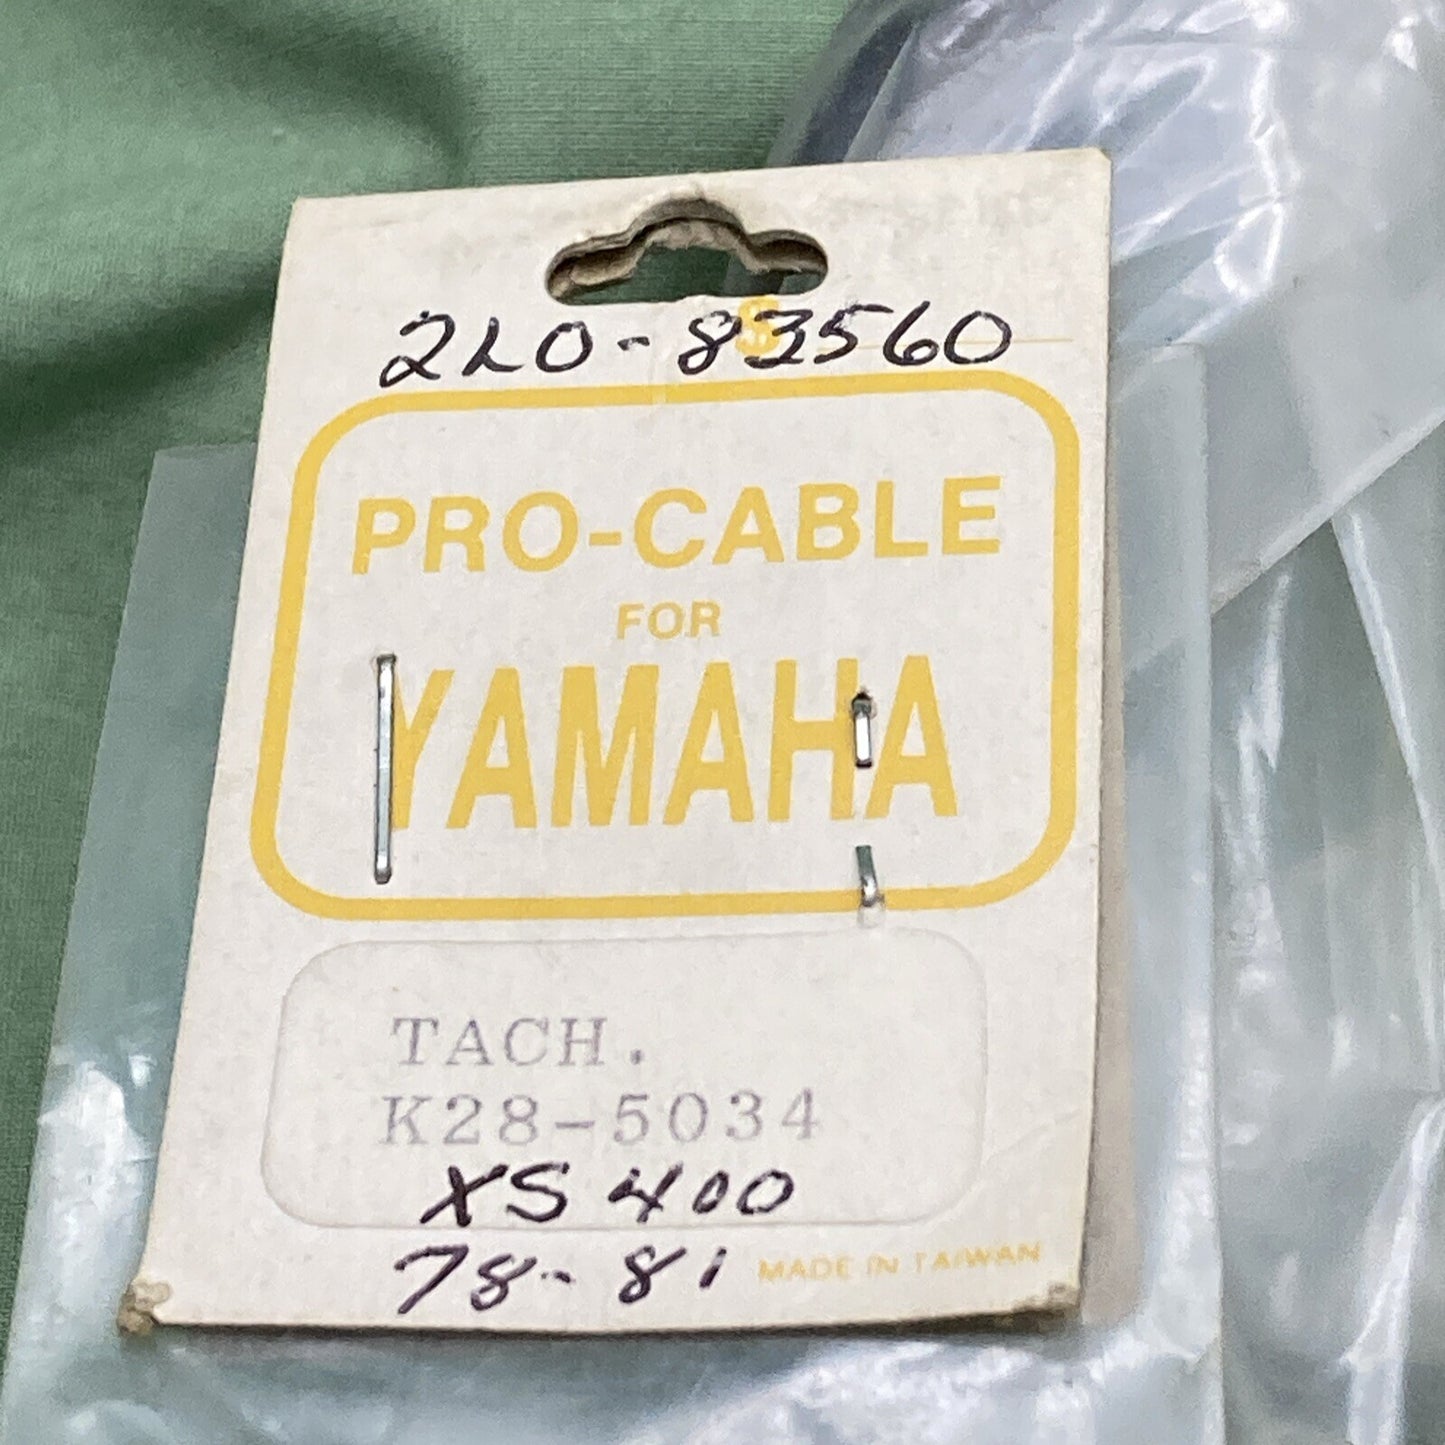 2L0-83560
PRO-CABLE
FOR
YAMAHA
TACH.
K28-5034
XS400
78-81
MADE IN TAIWAN